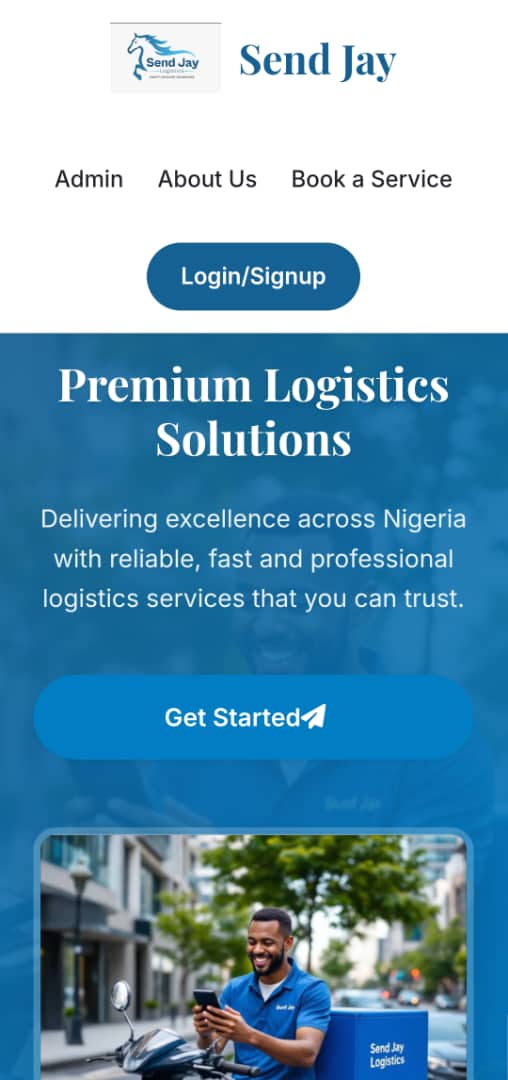 Send Jay
Logistics
Send Jay
Admin About Us Book a Service
Login/Signup
Premium Logistics
Solutions
Delivering excellence across Nigeria
with reliable, fast and professional
logistics services that you can trust.
Get Started
Send Jay
Send Jay
Send Jay
Logistics